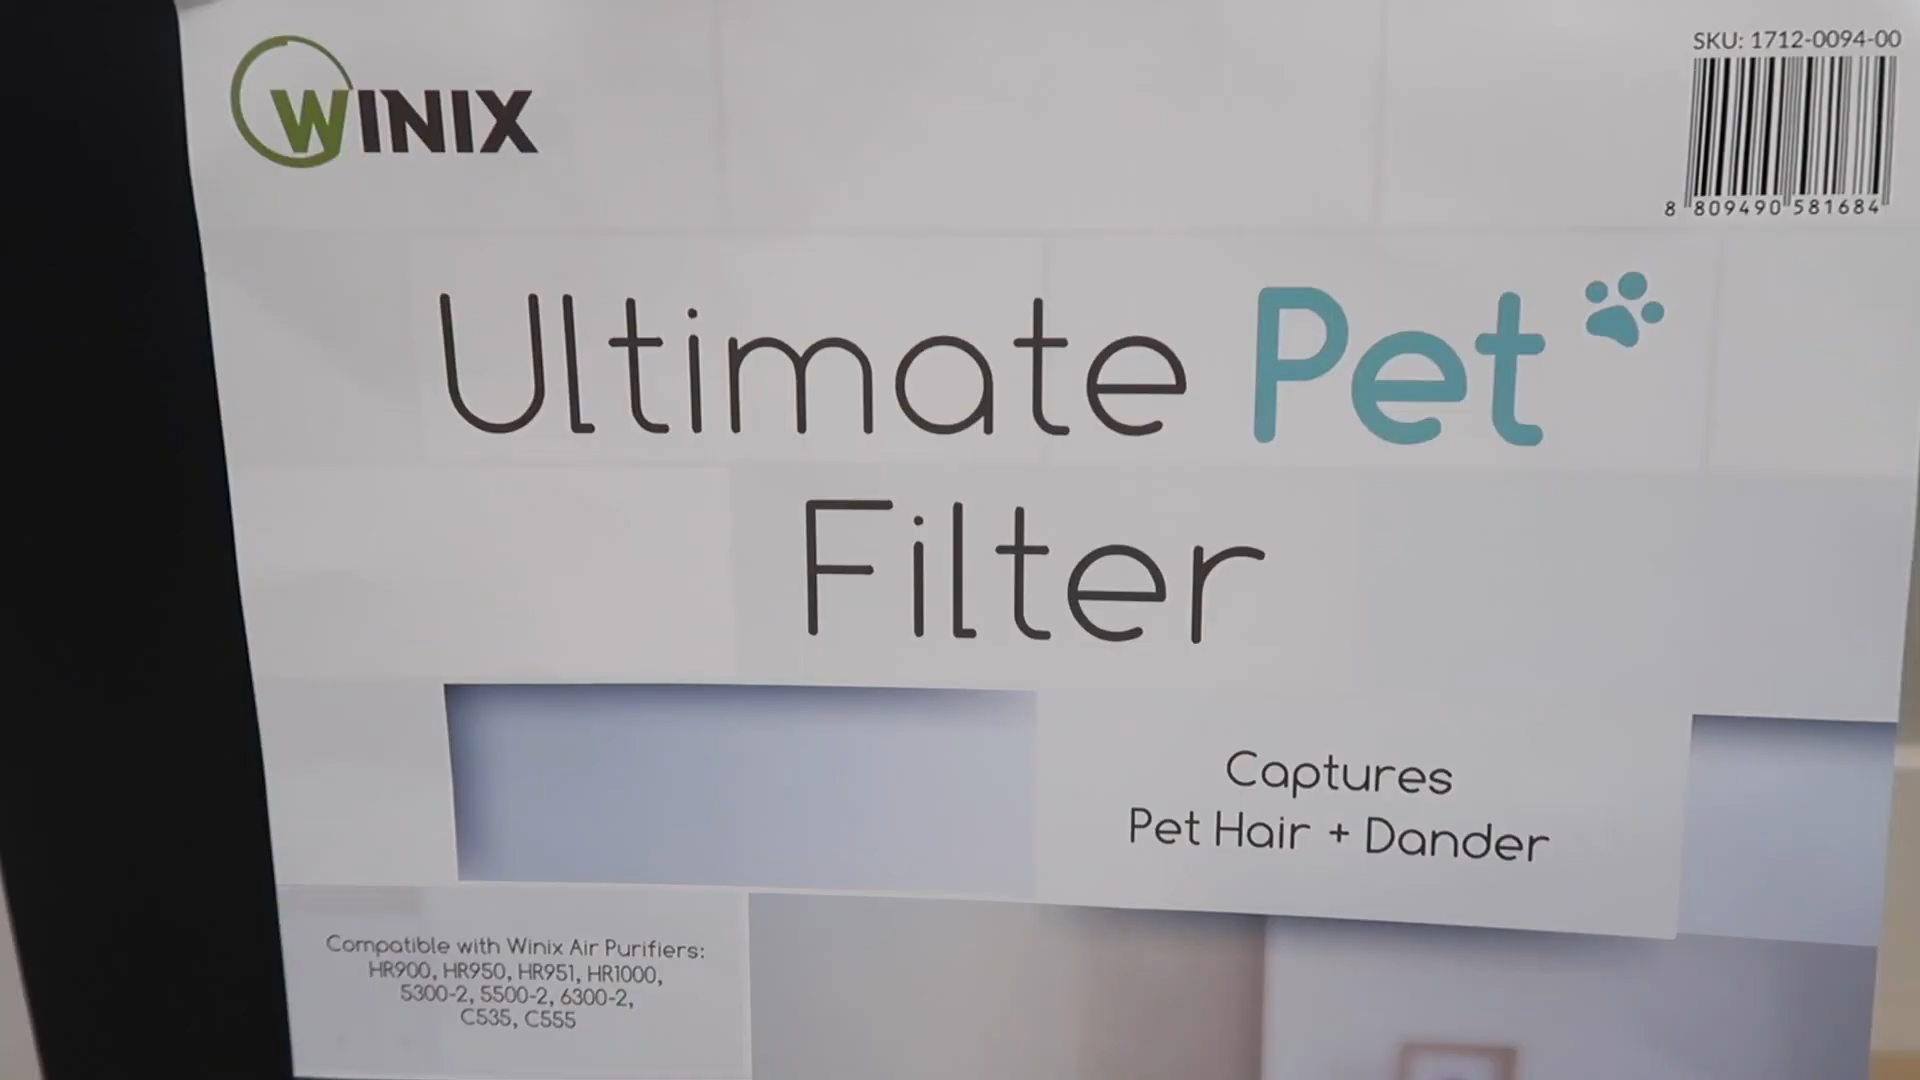 WINIX
SKU: 1712-0094-00
8 809490 581684
Ultimate Pet
Filter
Captures
Pet Hair + Dander
Compatible with Winix Air Purifiers:
HR900, HR950, HR951, HR1000,
5300-2, 5500-2, 6300-2,
C535, C555